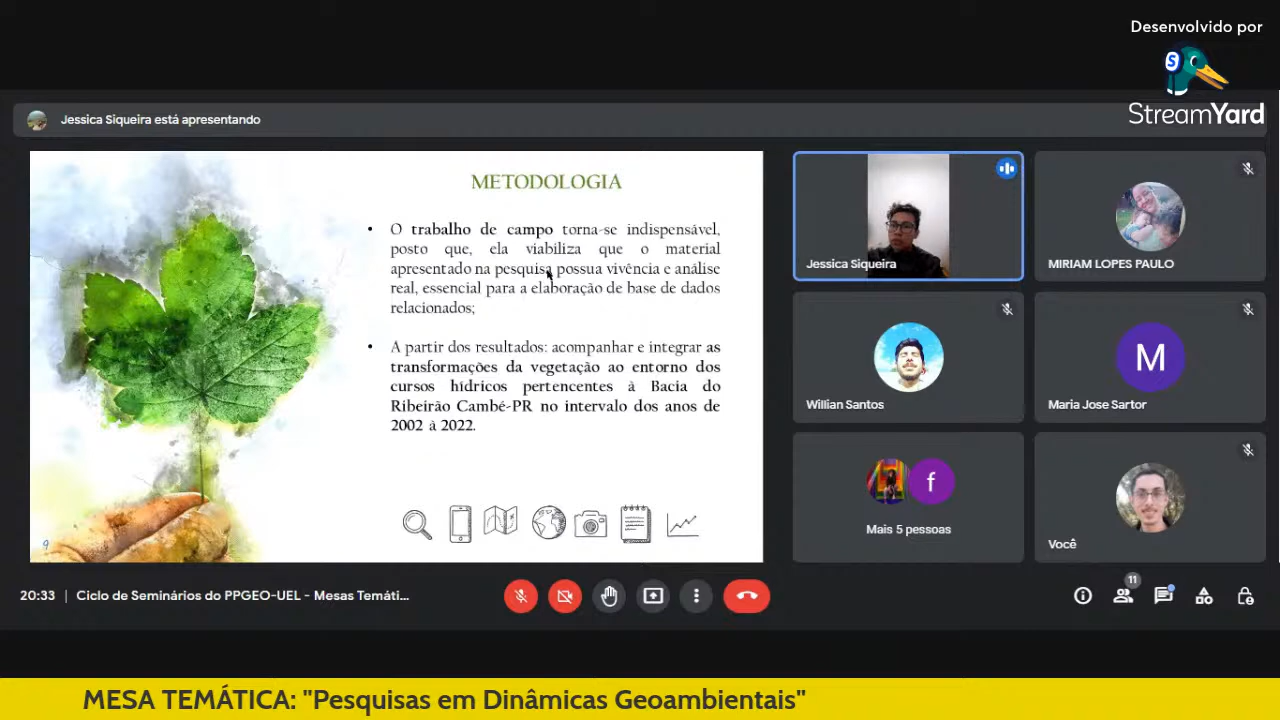 Desenvolvido por
S
StreamYard
Jessica Siqueira está apresentando
METODOLOGIA
• O trabalho de campo torna-se indispensável,
posto que, ela viabiliza que o material
apresentado na pesquisa possua vivência e análise
real, essencial para a elaboração de base de dados
relacionados;
• A partir dos resultados: acompanhar e integrar as
transformações da vegetação ao entorno dos
cursos hídricos pertencentes à Bacia do
Ribeirão Cambé-PR no intervalo dos anos de
2002 à 2022.
9
Jessica Siqueira
MIRIAM LOPES PAULO
Willian Santos
M
Maria Jose Sartor
f
Mais 5 pessoas
Você
20:33 | Ciclo de Seminários do PPGEO-UEL - Mesas Temáti...
11
MESA TEMÁTICA: "Pesquisas em Dinâmicas Geoambientais"